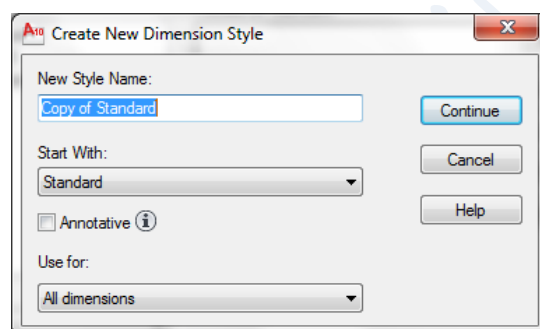 A10 Create New Dimension Style X
New Style Name:
Copy of Standard
Continue
Start With:
Cancel
Standard
Annotative i
Help
Use for:
All dimensions